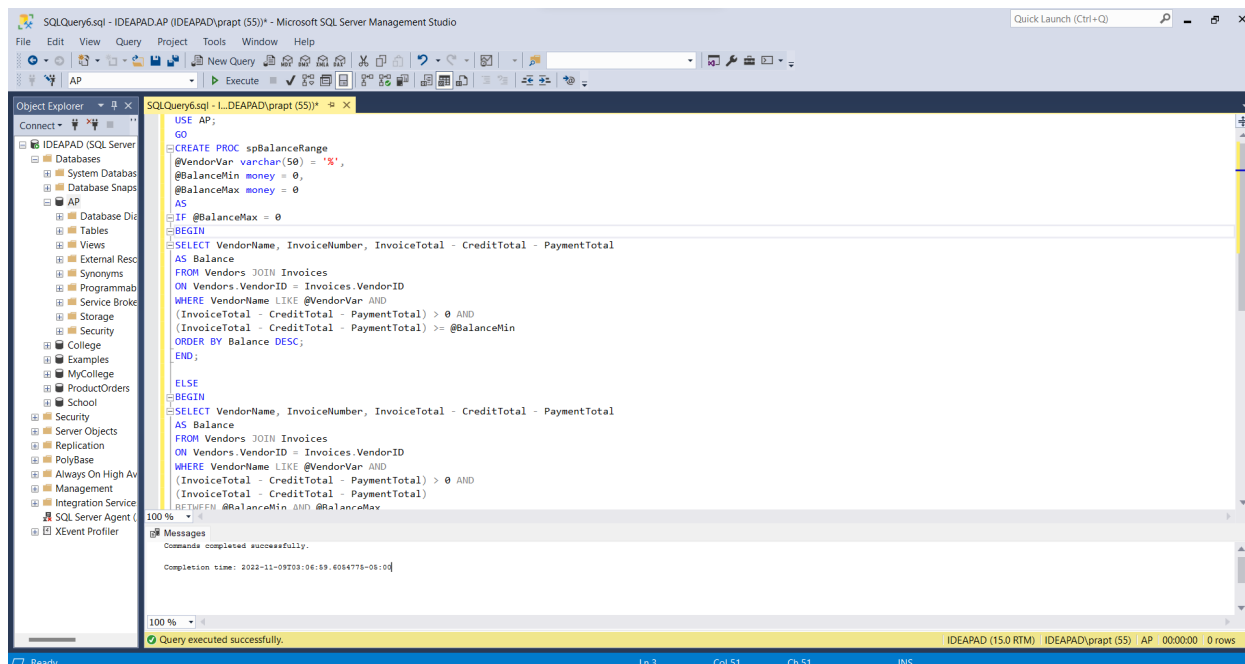 SQLQuery6.sql - IDEAPAD.AP (IDEAPAD\prapt (55))* - Microsoft SQL Server Management Studio
Quick Launch (Ctrl+Q)
File Edit View Query Project Tools Window Help
New Query
AP
Execute
Object Explorer
SQLQuery6.sql - I...DEAPAD\prapt (55))*
Connect
IDEAPAD (SQL Server
Databases
System Databas
Database Snaps
AP
Database Dia
Tables
Views
External Resc
Synonyms
Programmab
Service Broke
Storage
Security
College
Examples
MyCollege
ProductOrders
School
Security
Server Objects
Replication
PolyBase
Always On High Av
Management
Integration Service
SQL Server Agent (
XEvent Profiler
USE AP;
GO
CREATE PROC spBalanceRange
@VendorVar varchar(50) = '%',
@BalanceMin money = 0,
@BalanceMax money = 0
AS
IF @BalanceMax = 0
BEGIN
SELECT VendorName, InvoiceNumber, InvoiceTotal - CreditTotal - PaymentTotal
AS Balance
FROM Vendors JOIN Invoices
ON Vendors.VendorID = Invoices.VendorID
WHERE VendorName LIKE @VendorVar AND
(InvoiceTotal - CreditTotal - PaymentTotal) > 0 AND
(InvoiceTotal - CreditTotal - PaymentTotal) >= @BalanceMin
ORDER BY Balance DESC;
END;
ELSE
BEGIN
SELECT VendorName, InvoiceNumber, InvoiceTotal - CreditTotal - PaymentTotal
AS Balance
FROM Vendors JOIN Invoices
ON Vendors.VendorID = Invoices.VendorID
WHERE VendorName LIKE @VendorVar AND
(InvoiceTotal - CreditTotal - PaymentTotal) > 0 AND
(InvoiceTotal - CreditTotal - PaymentTotal)
BETWEEN @BalanceMin AND @BalanceMax
100 %
Messages
Commands completed successfully.
Completion time: 2022-11-09T03:06:59.6054775-05:00
100 %
Query executed successfully.
IDEAPAD (15.0 RTM) IDEAPAD\prapt (55) AP 00:00:00 0 rows
Ready Ln 3 Col 51 Ch 51 INS